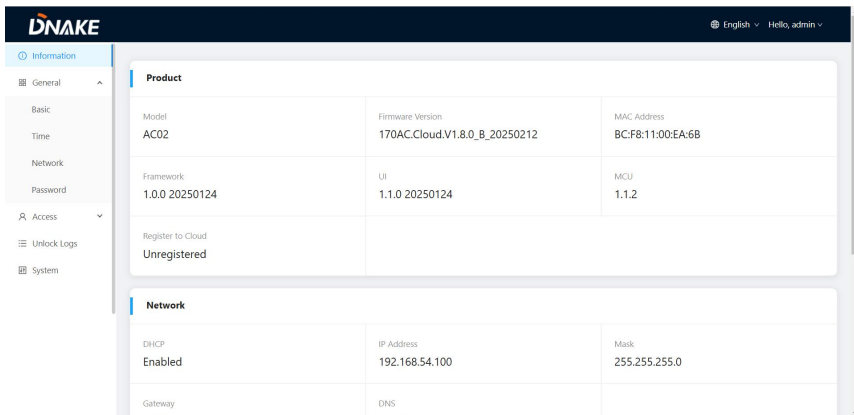 DNAKE
English
Hello, admin
Information
General
Basic
Time
Network
Password
Access
Unlock Logs
System
Product
Model
Firmware Version
MAC Address
AC02
170AC.Cloud.V1.8.0_B_20250212
BC:F8:11:00:EA:6B
Framework
UI
MCU
1.0.0 20250124
1.1.0 20250124
1.1.2
Register to Cloud
Unregistered
Network
DHCP
IP Address
Mask
Enabled
192.168.54.100
255.255.255.0
Gateway
DNS